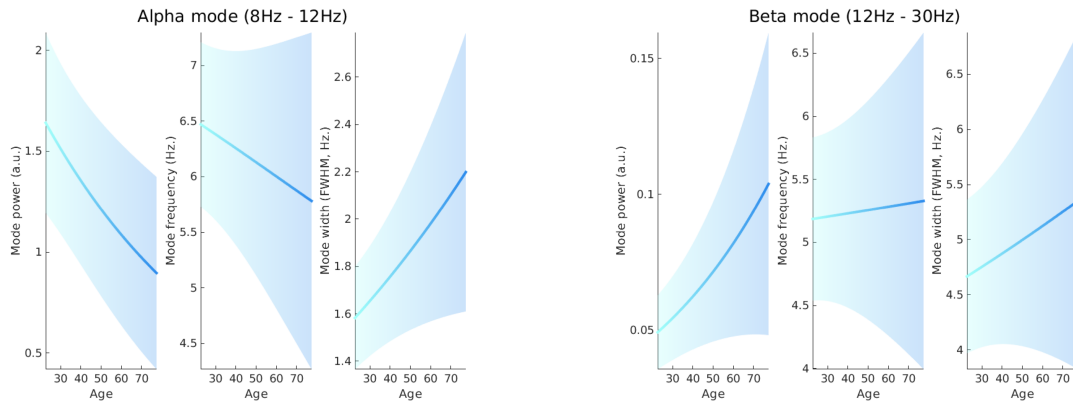 Alpha mode (8Hz - 12Hz)
Mode power (a.u.)
2
1.5
1
0.5
30 40 50 60 70
Age
Mode frequency (Hz.)
7
6.5
6
5.5
5
4.5
30 40 50 60 70
Age
Mode width (FWHM, Hz.)
2.6
2.4
2.2
2
1.8
1.6
1.4
30 40 50 60 70
Age
Beta mode (12Hz - 30Hz)
Mode power (a.u.)
0.15
0.1
0.05
30 40 50 60 70
Age
Mode frequency (Hz.)
6.5
6
5.5
5
4.5
4
30 40 50 60 70
Age
Mode width (FWHM, Hz.)
6.5
6
5.5
5
4.5
4
30 40 50 60 70
Age